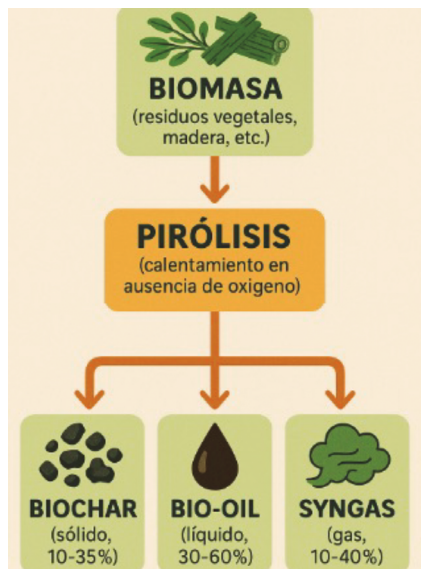 BIOMASA
(residuos vegetales,
madera, etc.)
PIRÓLISIS
(calentamiento en
ausencia de oxigeno)
BIOCHAR
(sólido,
10-35%)
BIO-OIL
(líquido,
30-60%)
SYNGAS
(gas,
10-40%)